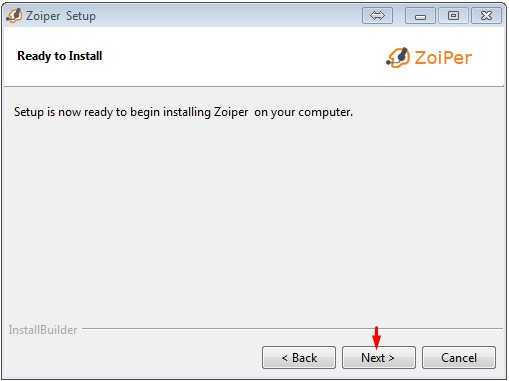 Zoiper Setup
Ready to Install
ZoiPer
Setup is now ready to begin installing Zoiper on your computer.
InstallBuilder
< Back
Next >
Cancel